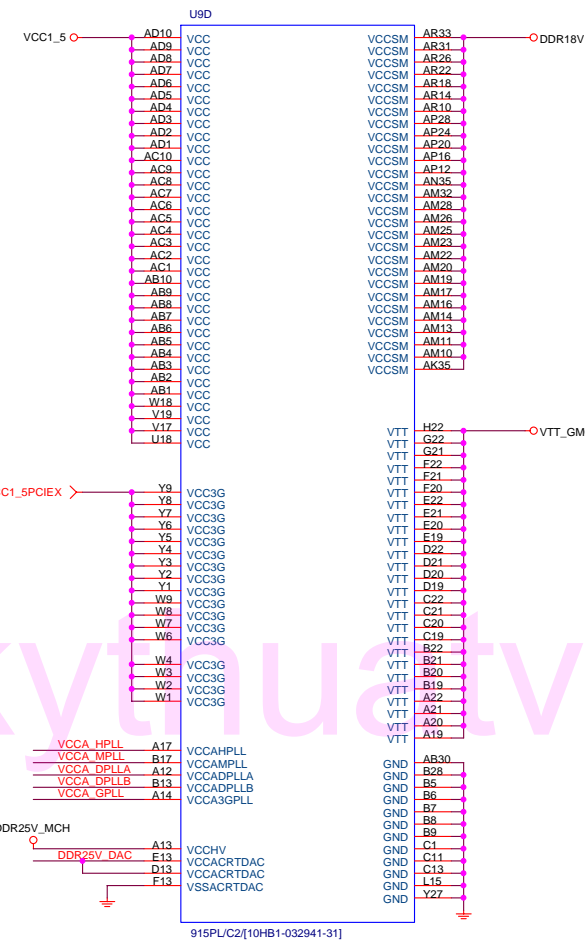 U9D
VCC1_5 AD10 VCC VCCSM AR33 DDR18V
AD9 VCC VCCSM AR31
AD8 VCC VCCSM AR26
AD7 VCC VCCSM AR22
AD6 VCC VCCSM AR18
AD5 VCC VCCSM AR14
AD4 VCC VCCSM AR10
AD3 VCC VCCSM AP28
AD2 VCC VCCSM AP24
AD1 VCC VCCSM AP20
AC10 VCC VCCSM AP16
AC9 VCC VCCSM AP12
AC8 VCC VCCSM AN35
AC7 VCC VCCSM AM32
AC6 VCC VCCSM AM28
AC5 VCC VCCSM AM26
AC4 VCC VCCSM AM25
AC3 VCC VCCSM AM23
AC2 VCC VCCSM AM22
AC1 VCC VCCSM AM20
AB10 VCC VCCSM AM19
AB9 VCC VCCSM AM17
AB8 VCC VCCSM AM16
AB7 VCC VCCSM AM14
AB6 VCC VCCSM AM13
AB5 VCC VCCSM AM11
AB4 VCC VCCSM AM10
AB3 VCC VCCSM AK35
AB2 VCC
AB1 VCC
W18 VCC
V19 VCC
V17 VCC VTT H22 VTT_GM
U18 VCC VTT G22
VTT G21
VTT F22
VTT F21
C1_5PCIEX Y9 VCC3G VTT F20
Y8 VCC3G VTT E22
Y7 VCC3G VTT E21
Y6 VCC3G VTT E20
Y5 VCC3G VTT E19
Y4 VCC3G VTT D22
Y3 VCC3G VTT D21
Y2 VCC3G VTT D20
Y1 VCC3G VTT D19
W9 VCC3G VTT C22
W8 VCC3G VTT C21
W7 VCC3G VTT C20
W6 VCC3G VTT C19
VTT B22
W4 VCC3G VTT B21
W3 VCC3G VTT B20
W2 VCC3G VTT B19
W1 VCC3G VTT A22
VTT A21
VTT A20
VTT A19
kythuatv
VCCA_HPLL A17 VCCAHPLL
VCCA_MPLL B17 VCCAMPLL GND AB30
VCCA_DPLLA A12 VCCADPLLA GND B28
VCCA_DPLLB B13 VCCADPLLB GND B5
VCCA_GPLL A14 VCCA3GPLL GND B6
GND B7
GND B8
DDR25V_MCH GND B9
A13 VCCHV GND C1
DDR25V_DAC E13 VCCACRTDAC GND C11
D13 VCCACRTDAC GND C13
F13 VSSACRTDAC GND L15
GND Y27
915PL/C2/[10HB1-032941-31]